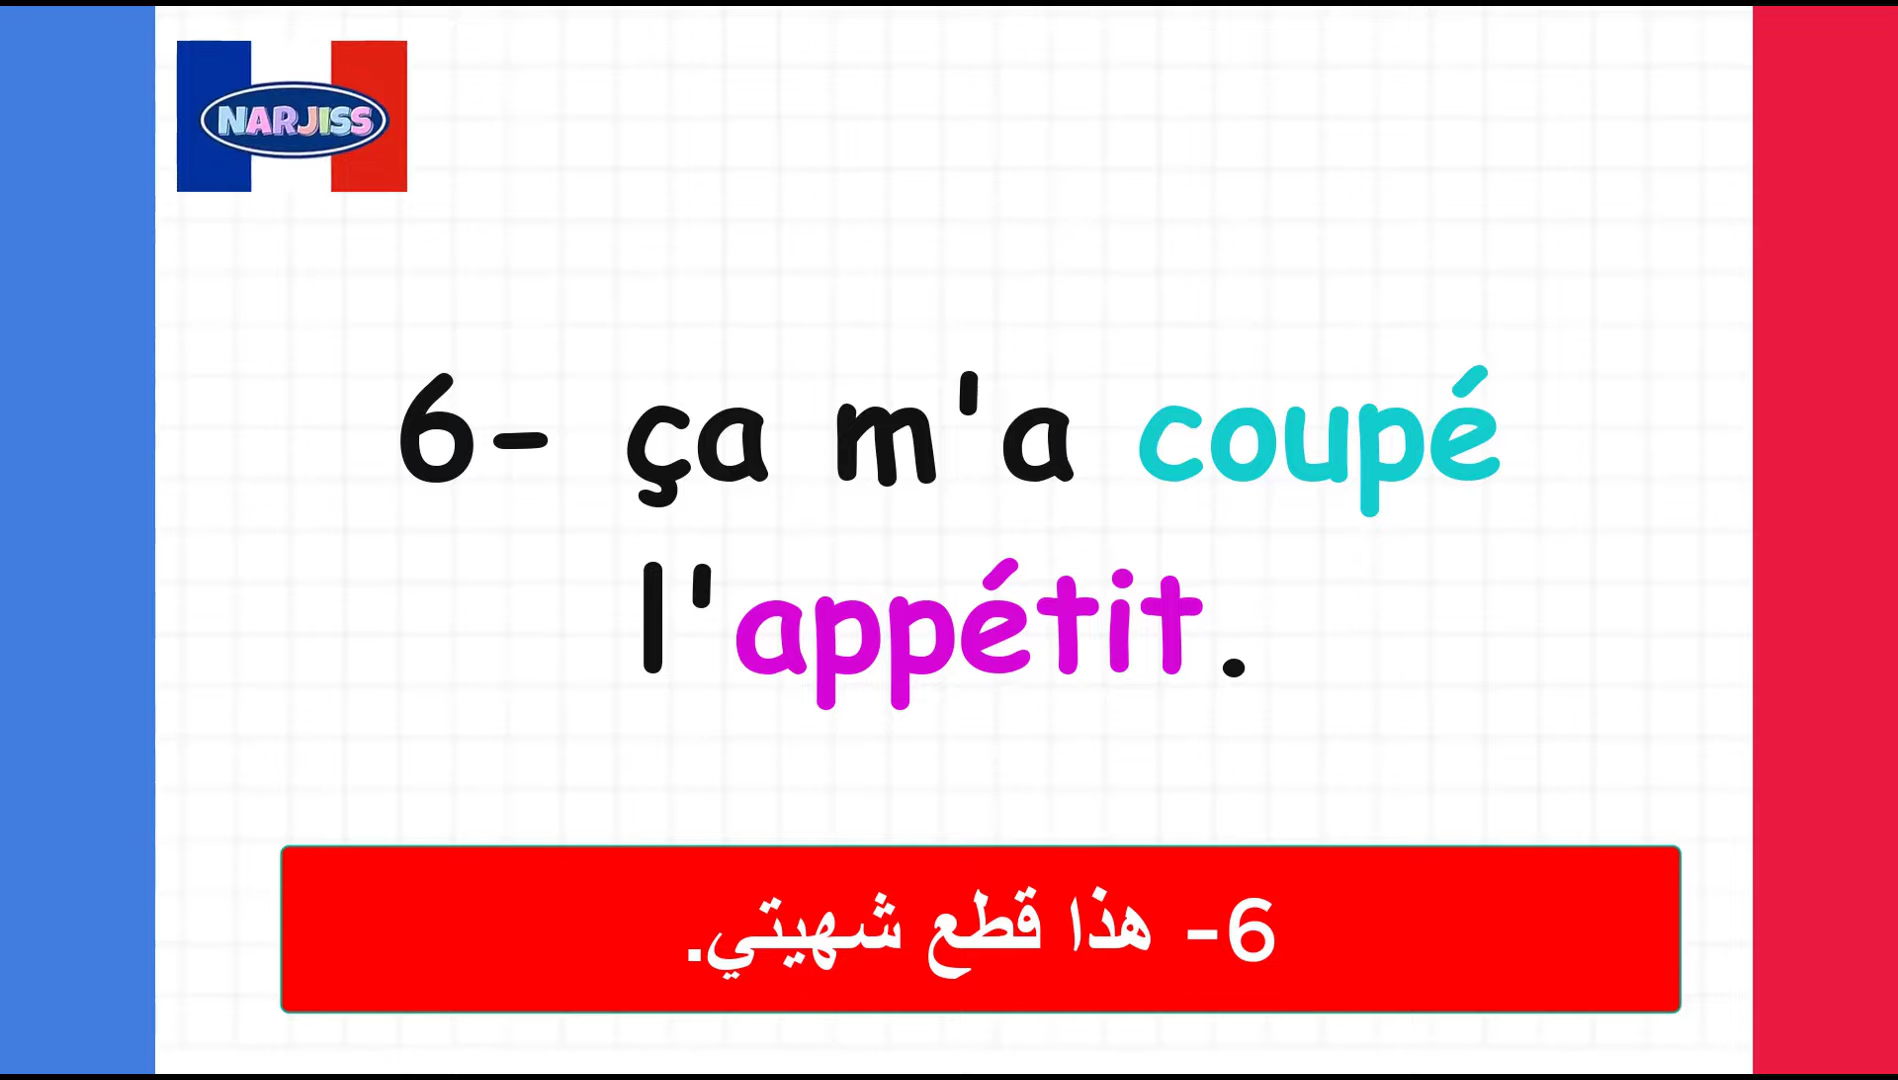 NARJISS
6- ça m'a coupé
l'appétit.
6- هذا قطع شهيتي.